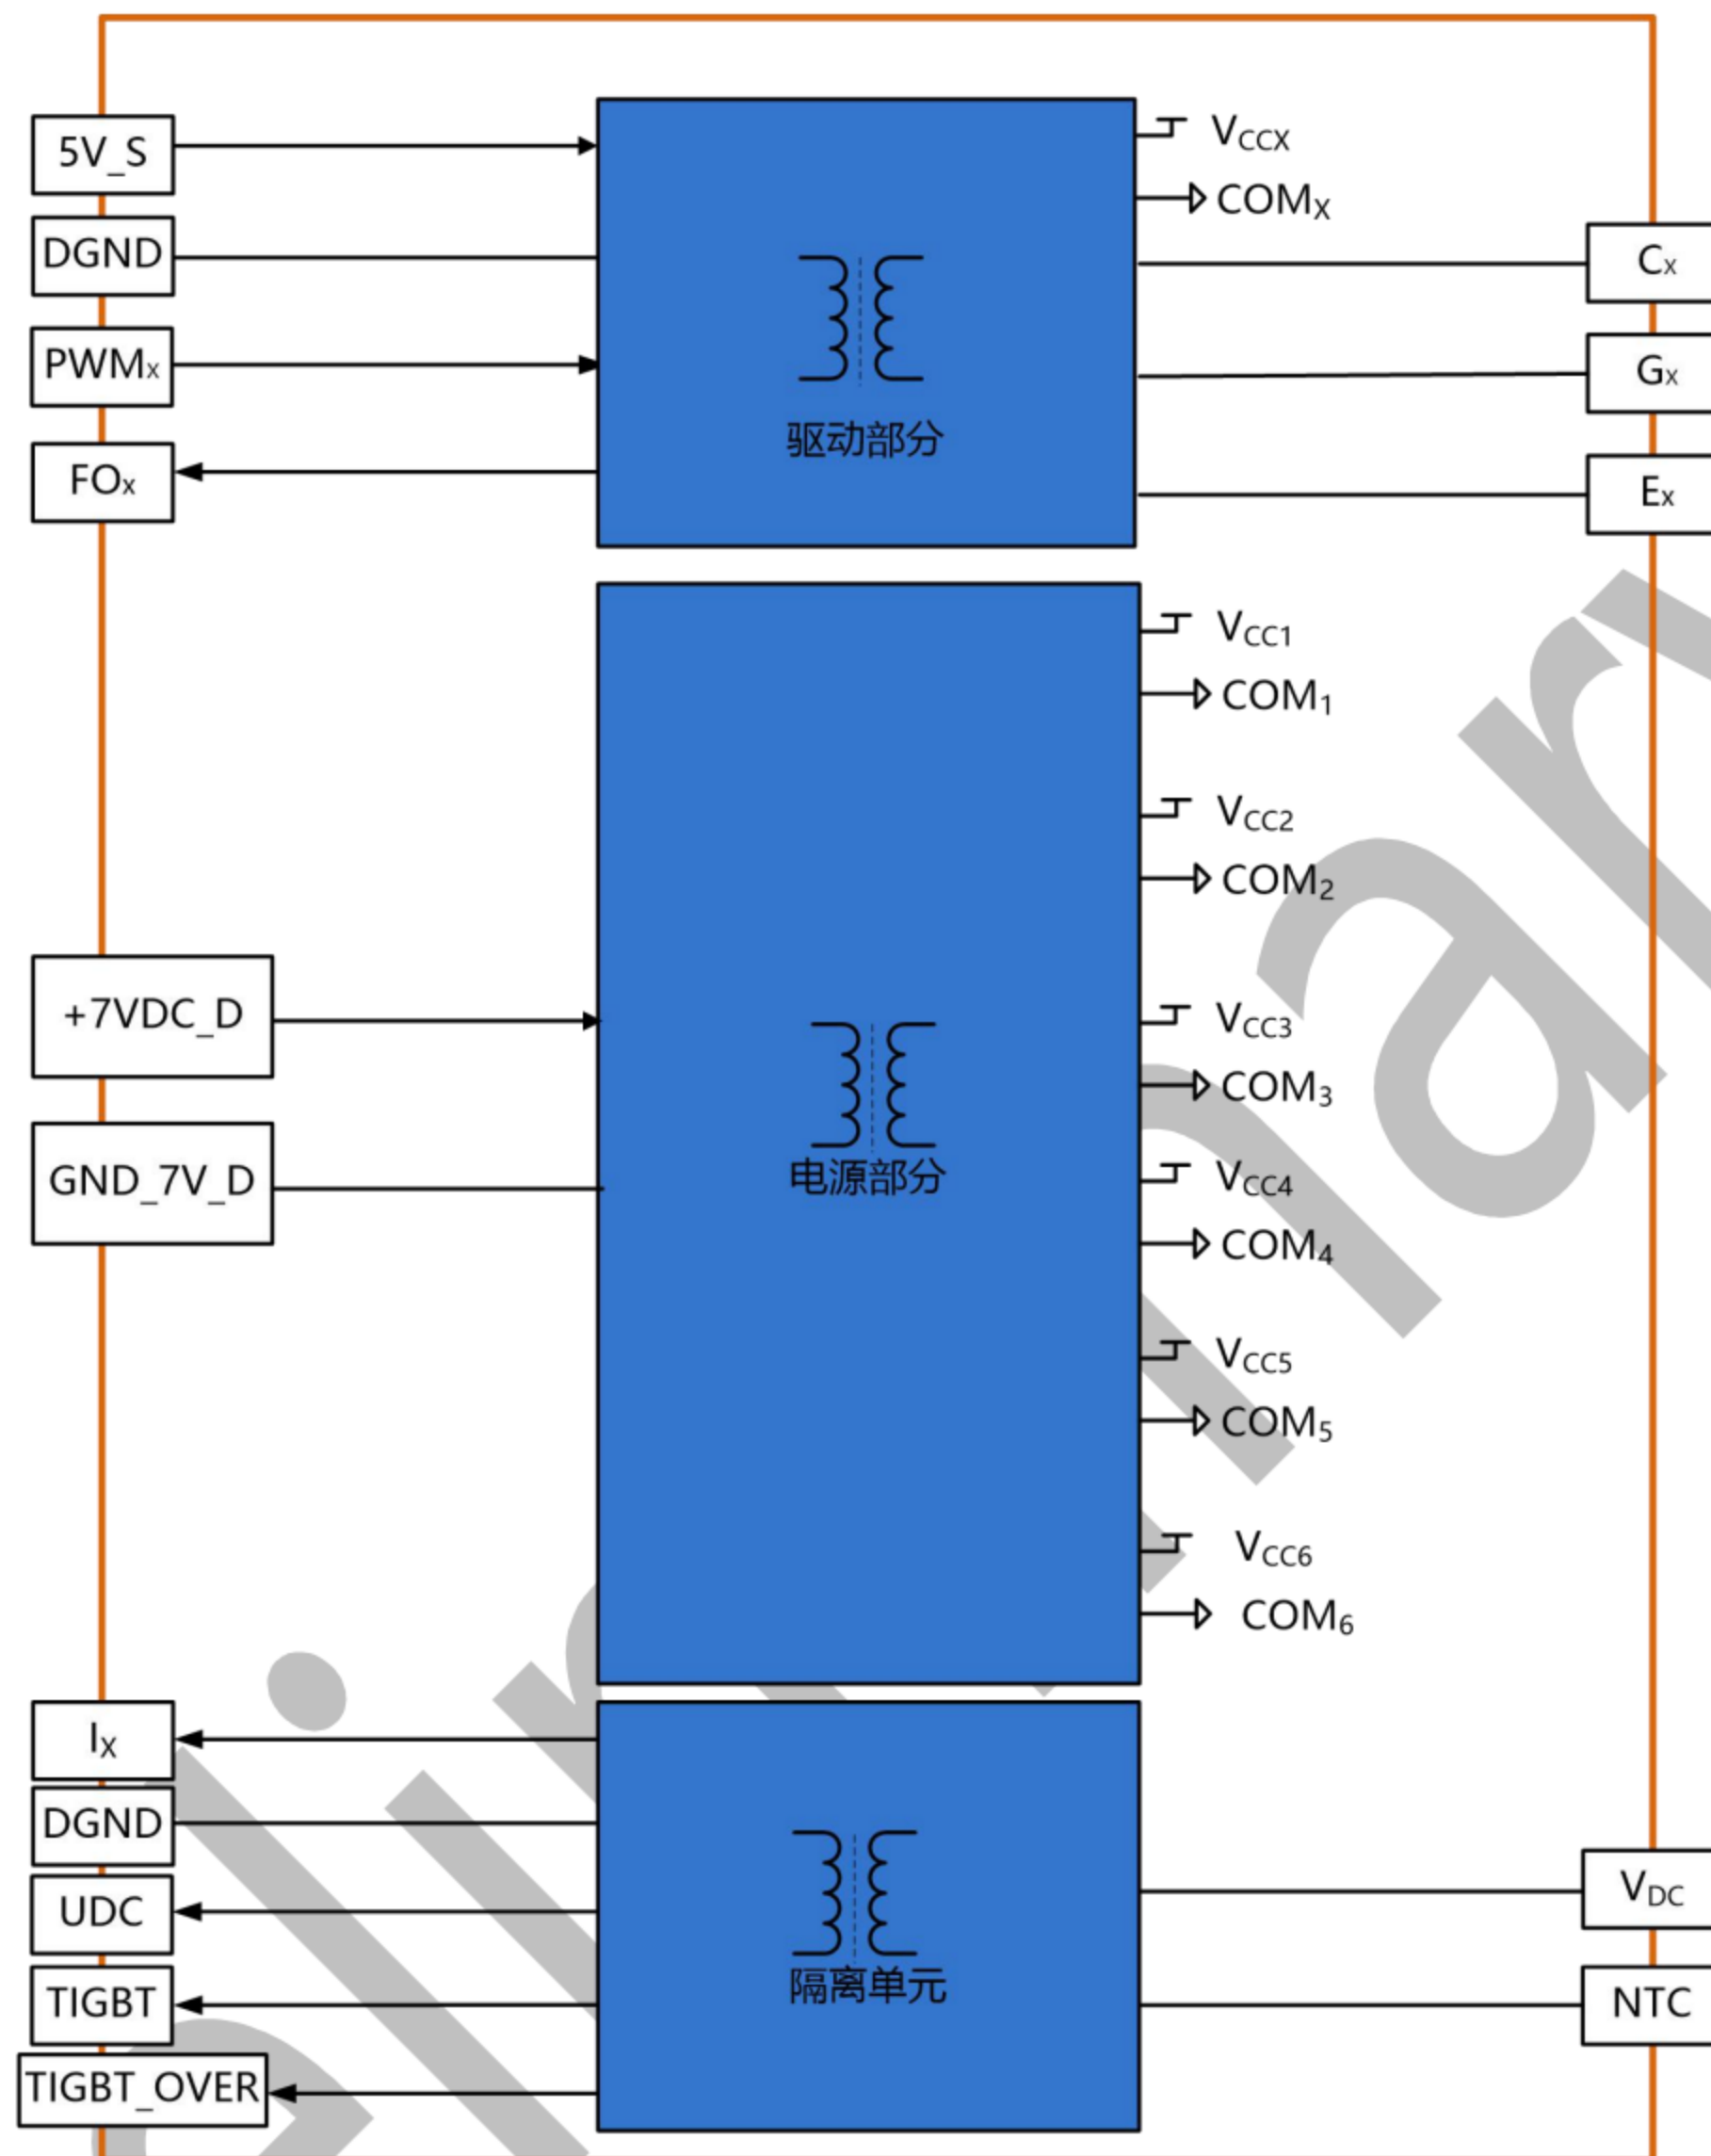 5V_S
DGND
PWMx
FOx
驱动部分
VCCX
COMX
Cx
Gx
Ex
+7VDC_D
GND_7V_D
电源部分
VCC1
COM1
VCC2
COM2
VCC3
COM3
VCC4
COM4
VCC5
COM5
VCC6
COM6
IX
DGND
UDC
TIGBT
TIGBT_OVER
隔离单元
VDC
NTC